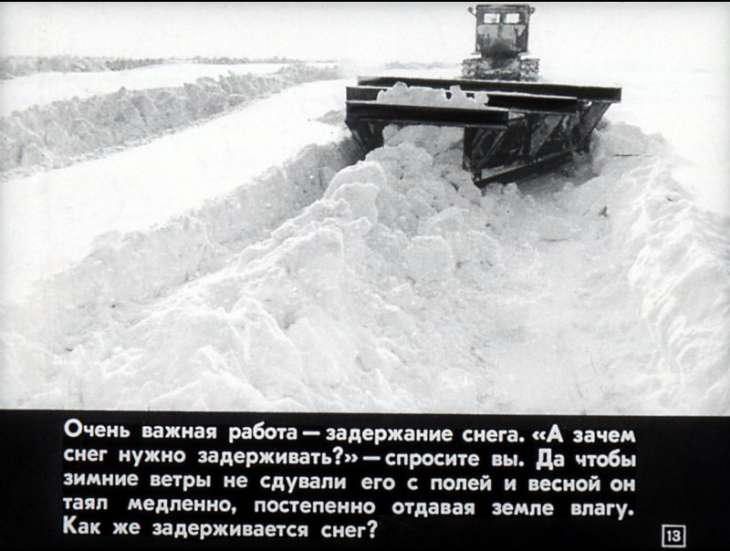 Очень важная работа — задержание снега. «А зачем
снег нужно задерживать?» — спросите вы. Да чтобы
зимние ветры не сдували его с полей и весной он
таял медленно, постепенно отдавая земле влагу.
Как же задерживается снег?
13